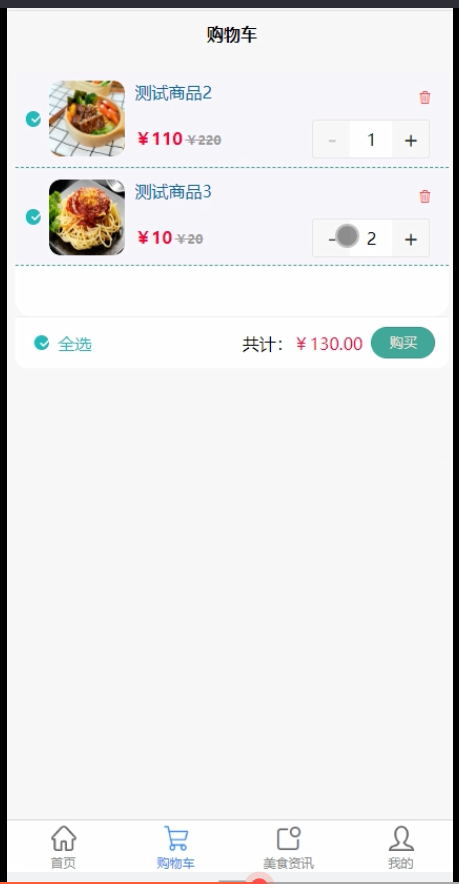 购物车
测试商品2
￥110 ￥220
- 1 +
测试商品3
￥10 ￥20
- 2 +
全选 共计：￥130.00 购买
首页 购物车 美食资讯 我的